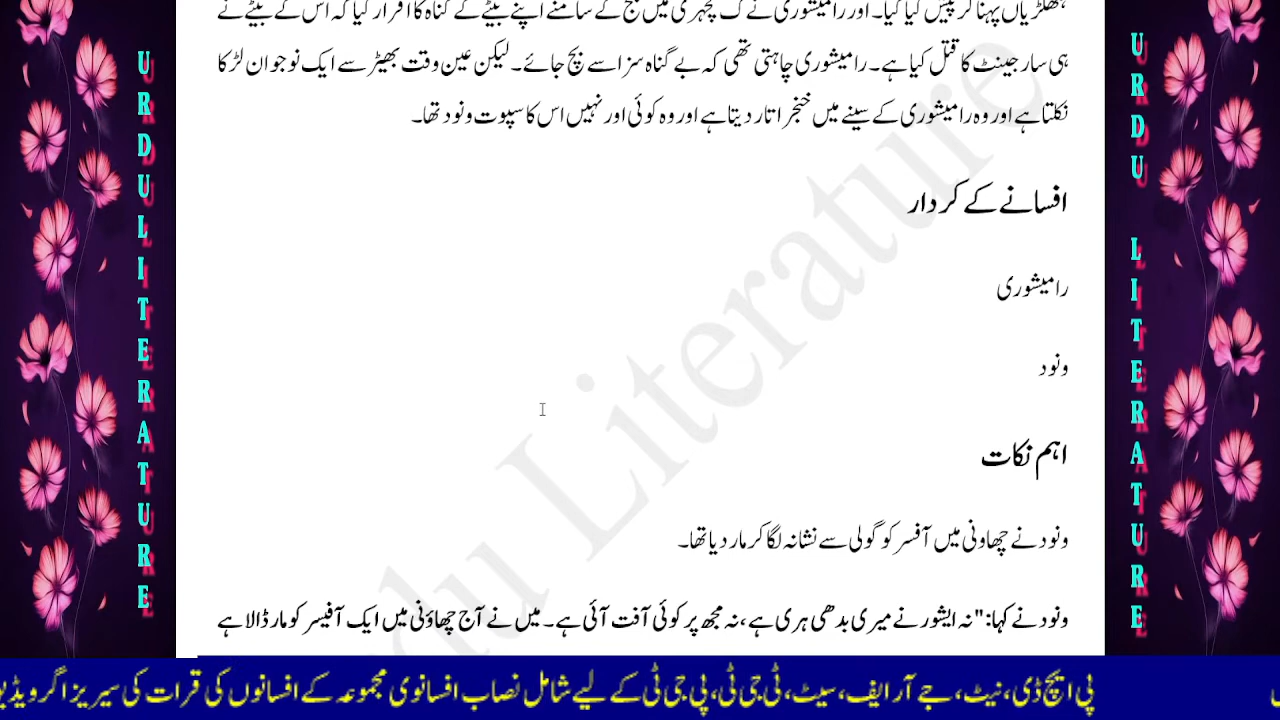 ہتھکڑیاں پہنا کر پیش کیا گیا۔ اور رامیشوری نے کچہری میں جج کے سامنے اپنے بیٹے کے گناہ کا اقرار کیا کہ اس کے بیٹے نے
ہی سارجینٹ کا قتل کیا ہے۔ رامیشوری چاہتی تھی کہ بے گناہ سزا سے بچ جائے۔ لیکن عین وقت بھیڑ سے ایک نوجوان لڑکا
نکلتا ہے اور وہ رامیشوری کے سینے میں خنجر اتار دیتا ہے اور وہ کوئی اور نہیں اس کا سپوت ونود تھا۔
افسانے کے کردار
رامیشوری
ونود
اہم نکات
ونود نے چھاونی میں آفسر کو گولی سے نشانہ لگا کر مار دیا تھا۔
ونود نے کہا: "نہ ایشور نے میری بدھی ہری ہے، نہ مجھ پر کوئی آفت آئی ہے۔ میں نے آج چھاؤنی میں ایک آفیسر کو مار ڈالا ہے
پی ایچ ڈی، نیٹ، جے آر ایف، سیٹ، ٹی جی ٹی، پی جی ٹی کے لیے شامل نصاب افسانوی مجموعہ کے افسانوں کی قرات کی سیریز اگر ویڈیو
URDU LITERATURE
URDU LITERATURE
du Literature